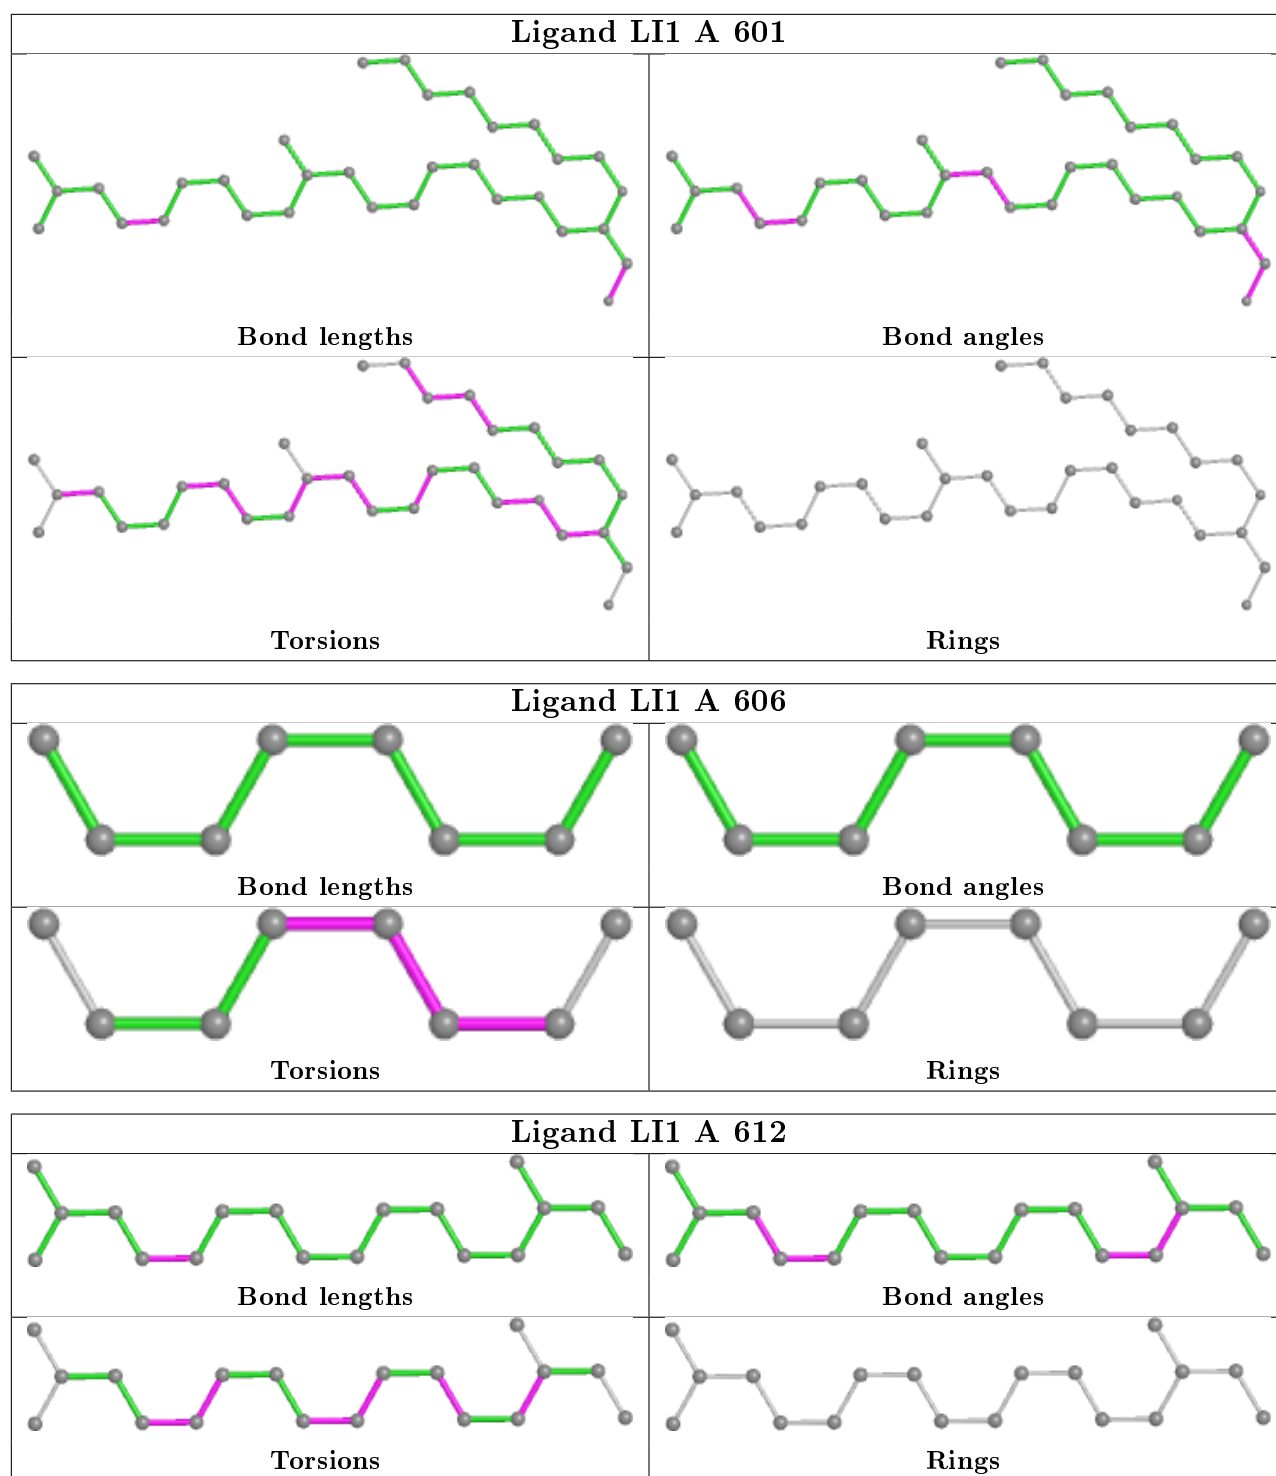 Ligand LI1 A 601
Bond lengths
Bond angles
Torsions
Rings
Ligand LI1 A 606
Bond lengths
Bond angles
Torsions
Rings
Ligand LI1 A 612
Bond lengths
Bond angles
Torsions
Rings